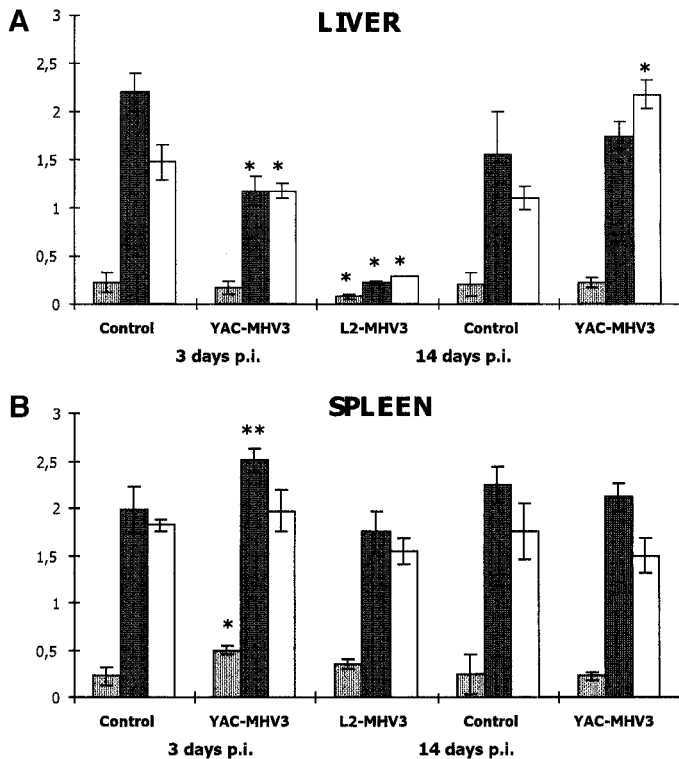 A LIVER
3
2,5
*
2
1,5
* *
1
0,5
* * *
0
Control YAC-MHV3 L2-MHV3 Control YAC-MHV3
3 days p.i. 14 days p.i.
B SPLEEN
3
**
2,5
2
1,5
1
*
0,5
0
Control YAC-MHV3 L2-MHV3 Control YAC-MHV3
3 days p.i. 14 days p.i.